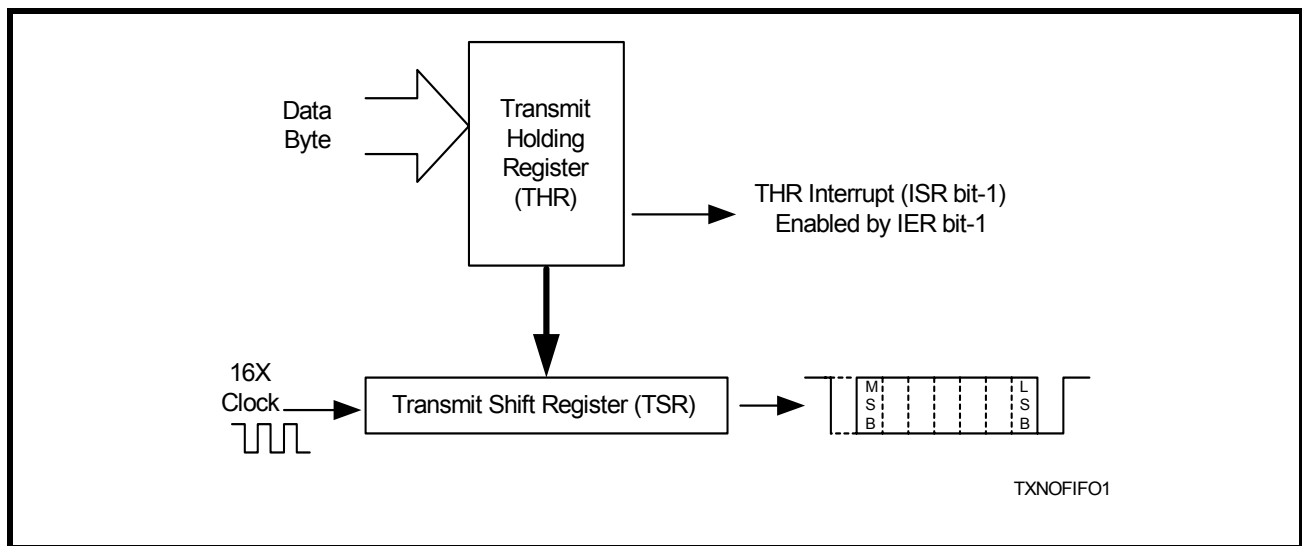 Data
Byte
Transmit
Holding
Register
(THR)
THR Interrupt (ISR bit-1)
Enabled by IER bit-1
16X
Clock
Transmit Shift Register (TSR)
M
S
B
L
S
B
TXNOFIFO1